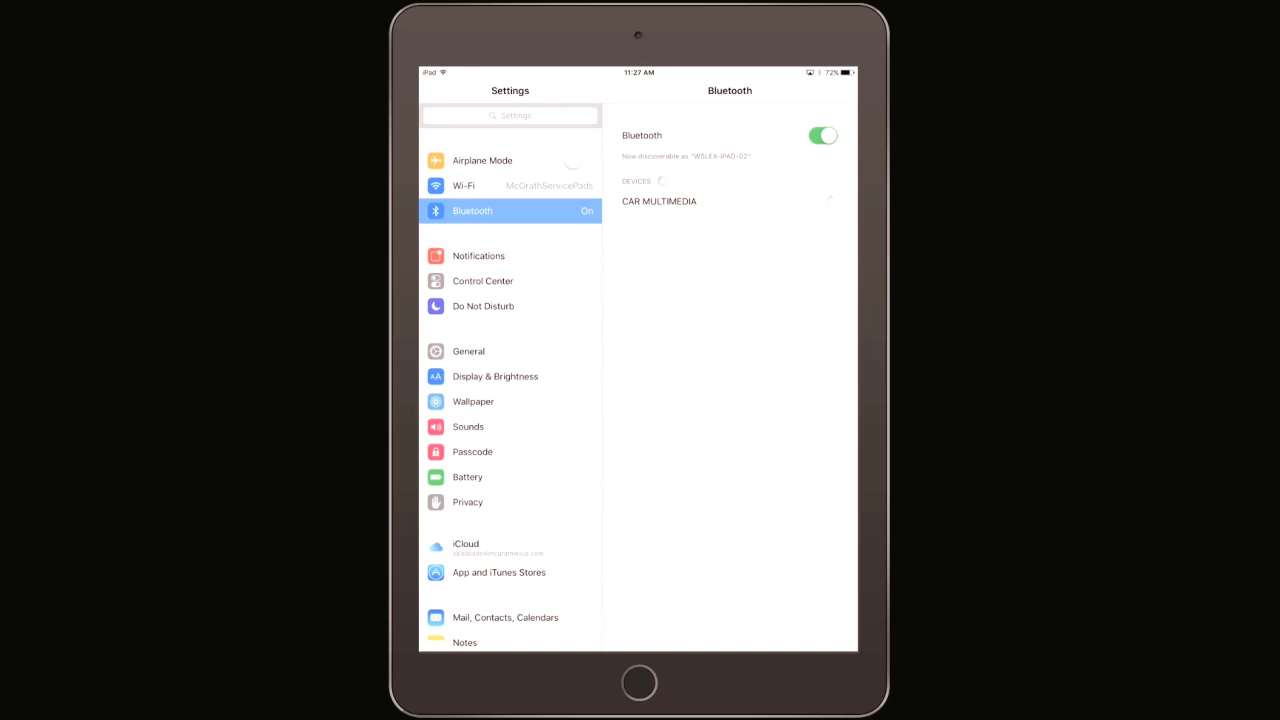 iPad
11:27 AM
72%
Settings
Bluetooth
Settings
Airplane Mode
Wi-Fi McGrathServicePads
Bluetooth On
Notifications
Control Center
Do Not Disturb
General
AA Display & Brightness
Wallpaper
Sounds
Passcode
Battery
Privacy
iCloud
App and iTunes Stores
Mail, Contacts, Calendars
Notes
Bluetooth
Now discoverable as "WSLEX-iPAD-02"
DEVICES
CAR MULTIMEDIA